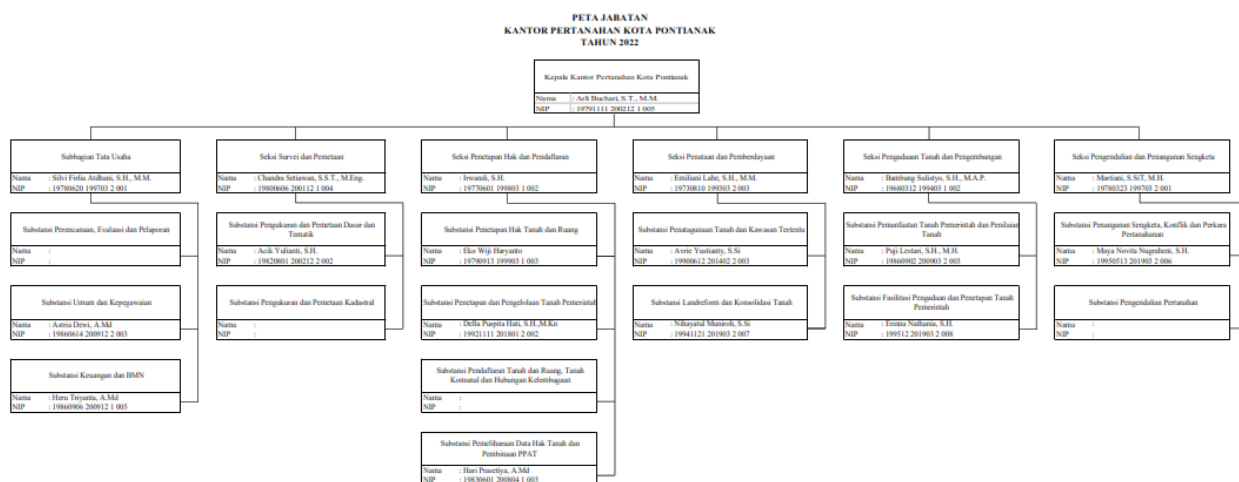 PETA JABATAN
KANTOR PERTANAHAN KOTA PONTIANAK
TAHUN 2022
Kepala Kantor Pertanahan Kota Pontianak
Nama : Arli Buchari, S.T., M.M.
NIP : 19791111 200212 1 005
Subbagian Tata Usaha
Nama : Silvi Firlia Atdhani, S.H., M.M.
NIP : 19780620 199703 2 001
Substansi Perencanaan, Evaluasi dan Pelaporan
Nama :
NIP :
Substansi Umum dan Kepegawaian
Nama : Astria Dewi, A.Md
NIP : 19860614 200912 2 003
Substansi Keuangan dan BMN
Nama : Heru Triyanta, A.Md
NIP : 19860906 200912 1 005
Seksi Survei dan Pemetaan
Nama : Chandra Setiawan, S.S.T., M.Eng.
NIP : 19800606 200112 1 004
Substansi Pengukuran dan Pemetaan Dasar dan
Tematik
Nama : Acik Yulianti, S.H.
NIP : 19820801 200212 2 002
Substansi Pengukuran dan Pemetaan Kadastral
Nama :
NIP :
Seksi Penetapan Hak dan Pendaftaran
Nama : Irwandi, S.H.
NIP : 19770601 199803 1 002
Substansi Penetapan Hak Tanah dan Ruang
Nama : Eko Wiji Haryanto
NIP : 19790913 199903 1 003
Substansi Penetapan dan Pengelolaan Tanah Pemerintah
Nama : Della Puspita Hati, S.H.,M.Kn
NIP : 19921111 201801 2 002
Substansi Pendaftaran Tanah dan Ruang, Tanah
Komunal dan Hubungan Kelembagaan
Nama :
NIP :
Substansi Pemeliharaan Data Hak Tanah dan
Pembinaan PPAT
Nama : Hari Prasetiya, A.Md
NIP : 19830601 200804 1 003
Seksi Penataan dan Pemberdayaan
Nama : Emiliani Lahe, S.H., M.M.
NIP : 19730810 199303 2 003
Substansi Penatagunaan Tanah dan Kawasan Tertentu
Nama : Avrie Yustianty, S.Si
NIP : 19900612 201402 2 003
Substansi Landreform dan Konsolidasi Tanah
Nama : Nihayatul Muniroh, S.Si
NIP : 19941121 201903 2 007
Seksi Pengadaan Tanah dan Pengembangan
Nama : Bambang Sulistyo, S.H., M.A.P.
NIP : 19680312 199403 1 002
Substansi Pemanfaatan Tanah Pemerintah dan Penilaian
Tanah
Nama : Puji Lestari, S.H., M.H.
NIP : 19860902 200903 2 003
Substansi Fasilitasi Pengadaan dan Penetapan Tanah
Pemerintah
Nama : Erinna Nathania, S.H.
NIP : 199512 201903 2 008
Seksi Pengendalian dan Penanganan Sengketa
Nama : Martiani, S.SiT, M.H.
NIP : 19780323 199703 2 001
Substansi Penanganan Sengketa, Konflik dan Perkara
Pertanahan
Nama : Maya Novita Nugraheni, S.H.
NIP : 19950513 201903 2 006
Substansi Pengendalian Pertanahan
Nama :
NIP :